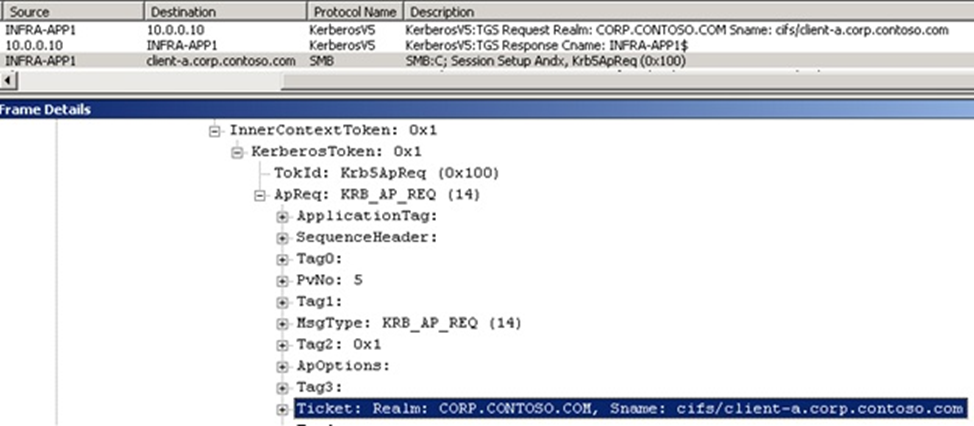 Source Destination Protocol Name Description
INFRA-APP1 10.0.0.10 KerberosV5 KerberosV5:TGS Request Realm: CORP.CONTOSO.COM Sname: cifs/client-a.corp.contoso.com
10.0.0.10 INFRA-APP1 KerberosV5 KerberosV5:TGS Response Cname: INFRA-APP1$
INFRA-APP1 client-a.corp.contoso.com SMB SMB:C; Session Setup Andx, Krb5ApReq (0x100)
Frame Details
InnerContextToken: 0x1
KerberosToken: 0x1
TokId: Krb5ApReq (0x100)
ApReq: KRB_AP_REQ (14)
ApplicationTag:
SequenceHeader:
Tag0:
PvNo: 5
Tag1:
MsgType: KRB_AP_REQ (14)
Tag2: 0x1
ApOptions:
Tag3:
Ticket: Realm: CORP.CONTOSO.COM, Sname: cifs/client-a.corp.contoso.com